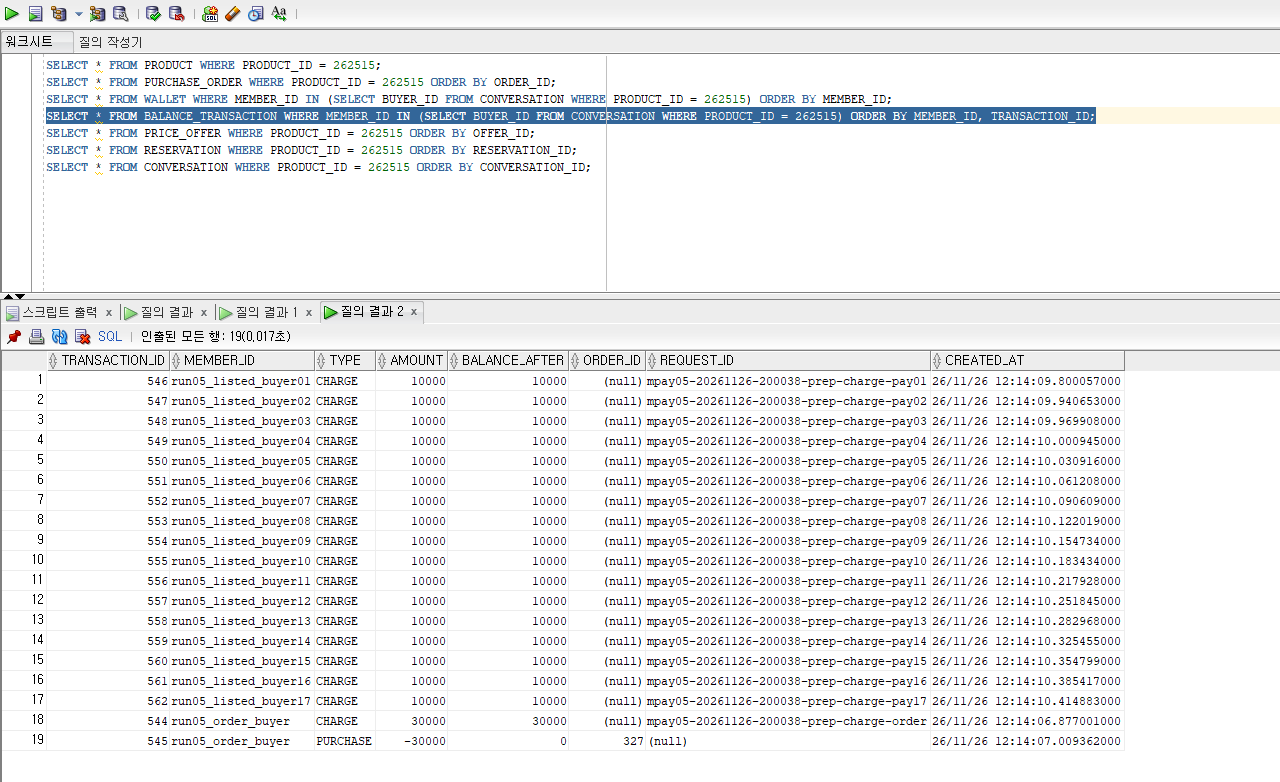 워크시트 질의 작성기
SELECT * FROM PRODUCT WHERE PRODUCT_ID = 262515;
SELECT * FROM PURCHASE_ORDER WHERE PRODUCT_ID = 262515 ORDER BY ORDER_ID;
SELECT * FROM WALLET WHERE MEMBER_ID IN (SELECT BUYER_ID FROM CONVERSATION WHERE PRODUCT_ID = 262515) ORDER BY MEMBER_ID;
SELECT * FROM BALANCE_TRANSACTION WHERE MEMBER_ID IN (SELECT BUYER_ID FROM CONVERSATION WHERE PRODUCT_ID = 262515) ORDER BY MEMBER_ID, TRANSACTION_ID;
SELECT * FROM PRICE_OFFER WHERE PRODUCT_ID = 262515 ORDER BY OFFER_ID;
SELECT * FROM RESERVATION WHERE PRODUCT_ID = 262515 ORDER BY RESERVATION_ID;
SELECT * FROM CONVERSATION WHERE PRODUCT_ID = 262515 ORDER BY CONVERSATION_ID;
스크립트 출력 x 질의 결과 x 질의 결과 1 x 질의 결과 2 x
SQL | 인출된 모든 행: 19(0,017초)
TRANSACTION_ID MEMBER_ID TYPE AMOUNT BALANCE_AFTER ORDER_ID REQUEST_ID CREATED_AT
1 546 run05_listed_buyer01 CHARGE 10000 10000 (null) mpay05-20261126-200038-prep-charge-pay01 26/11/26 12:14:09.800057000
2 547 run05_listed_buyer02 CHARGE 10000 10000 (null) mpay05-20261126-200038-prep-charge-pay02 26/11/26 12:14:09.940653000
3 548 run05_listed_buyer03 CHARGE 10000 10000 (null) mpay05-20261126-200038-prep-charge-pay03 26/11/26 12:14:09.969908000
4 549 run05_listed_buyer04 CHARGE 10000 10000 (null) mpay05-20261126-200038-prep-charge-pay04 26/11/26 12:14:10.000945000
5 550 run05_listed_buyer05 CHARGE 10000 10000 (null) mpay05-20261126-200038-prep-charge-pay05 26/11/26 12:14:10.030916000
6 551 run05_listed_buyer06 CHARGE 10000 10000 (null) mpay05-20261126-200038-prep-charge-pay06 26/11/26 12:14:10.061208000
7 552 run05_listed_buyer07 CHARGE 10000 10000 (null) mpay05-20261126-200038-prep-charge-pay07 26/11/26 12:14:10.090609000
8 553 run05_listed_buyer08 CHARGE 10000 10000 (null) mpay05-20261126-200038-prep-charge-pay08 26/11/26 12:14:10.122019000
9 554 run05_listed_buyer09 CHARGE 10000 10000 (null) mpay05-20261126-200038-prep-charge-pay09 26/11/26 12:14:10.154734000
10 555 run05_listed_buyer10 CHARGE 10000 10000 (null) mpay05-20261126-200038-prep-charge-pay10 26/11/26 12:14:10.183434000
11 556 run05_listed_buyer11 CHARGE 10000 10000 (null) mpay05-20261126-200038-prep-charge-pay11 26/11/26 12:14:10.217928000
12 557 run05_listed_buyer12 CHARGE 10000 10000 (null) mpay05-20261126-200038-prep-charge-pay12 26/11/26 12:14:10.251845000
13 558 run05_listed_buyer13 CHARGE 10000 10000 (null) mpay05-20261126-200038-prep-charge-pay13 26/11/26 12:14:10.282968000
14 559 run05_listed_buyer14 CHARGE 10000 10000 (null) mpay05-20261126-200038-prep-charge-pay14 26/11/26 12:14:10.325455000
15 560 run05_listed_buyer15 CHARGE 10000 10000 (null) mpay05-20261126-200038-prep-charge-pay15 26/11/26 12:14:10.354799000
16 561 run05_listed_buyer16 CHARGE 10000 10000 (null) mpay05-20261126-200038-prep-charge-pay16 26/11/26 12:14:10.385417000
17 562 run05_listed_buyer17 CHARGE 10000 10000 (null) mpay05-20261126-200038-prep-charge-pay17 26/11/26 12:14:10.414883000
18 544 run05_order_buyer CHARGE 30000 30000 (null) mpay05-20261126-200038-prep-charge-order 26/11/26 12:14:06.877001000
19 545 run05_order_buyer PURCHASE -30000 0 327 (null) 26/11/26 12:14:07.009362000